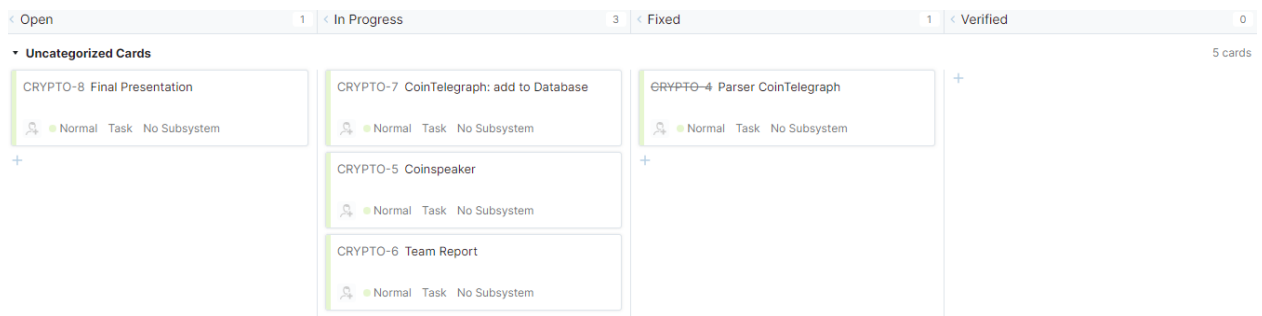 Open 1 In Progress 3 Fixed 1 Verified 0
Uncategorized Cards 5 cards
CRYPTO-8 Final Presentation
Normal Task No Subsystem
CRYPTO-7 CoinTelegraph: add to Database
Normal Task No Subsystem
CRYPTO-5 Coinspeaker
Normal Task No Subsystem
CRYPTO-6 Team Report
Normal Task No Subsystem
CRYPTO-4 Parser CoinTelegraph
Normal Task No Subsystem